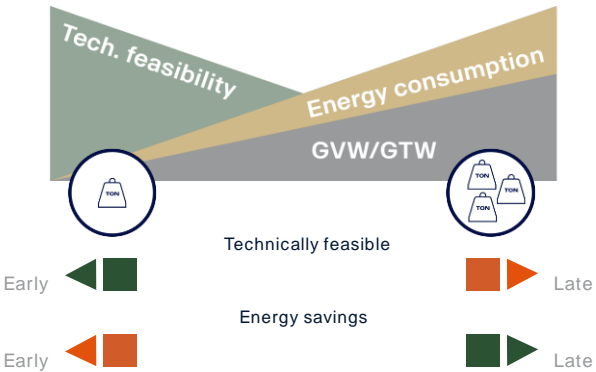 Tech. feasibility
Energy consumption
GVW/GTW
TON
TON
TON
TON
Technically feasible
Early
Late
Energy savings
Early
Late